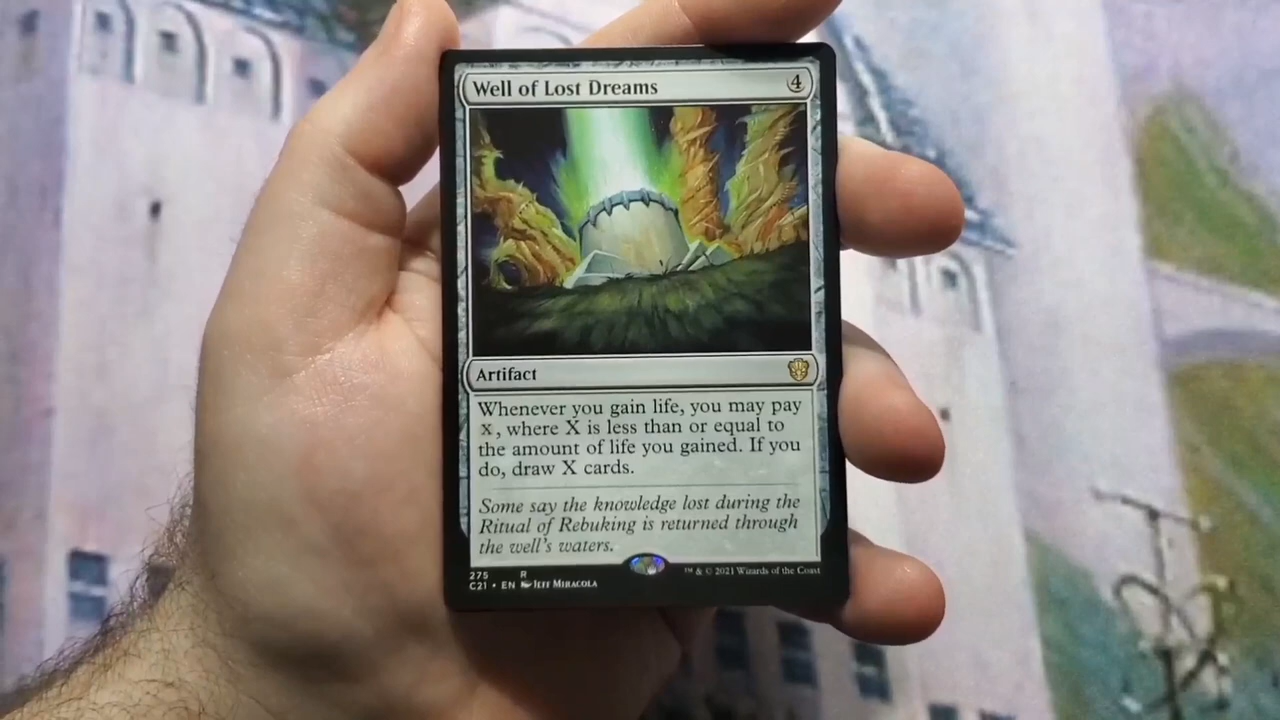 Well of Lost Dreams 4
Artifact
Whenever you gain life, you may pay
X, where X is less than or equal to
the amount of life you gained. If you
do, draw X cards.
Some say the knowledge lost during the
Ritual of Rebuking is returned through
the well's waters.
275 R
C21 • EN Jeff Miracola
™ & © 2021 Wizards of the Coast